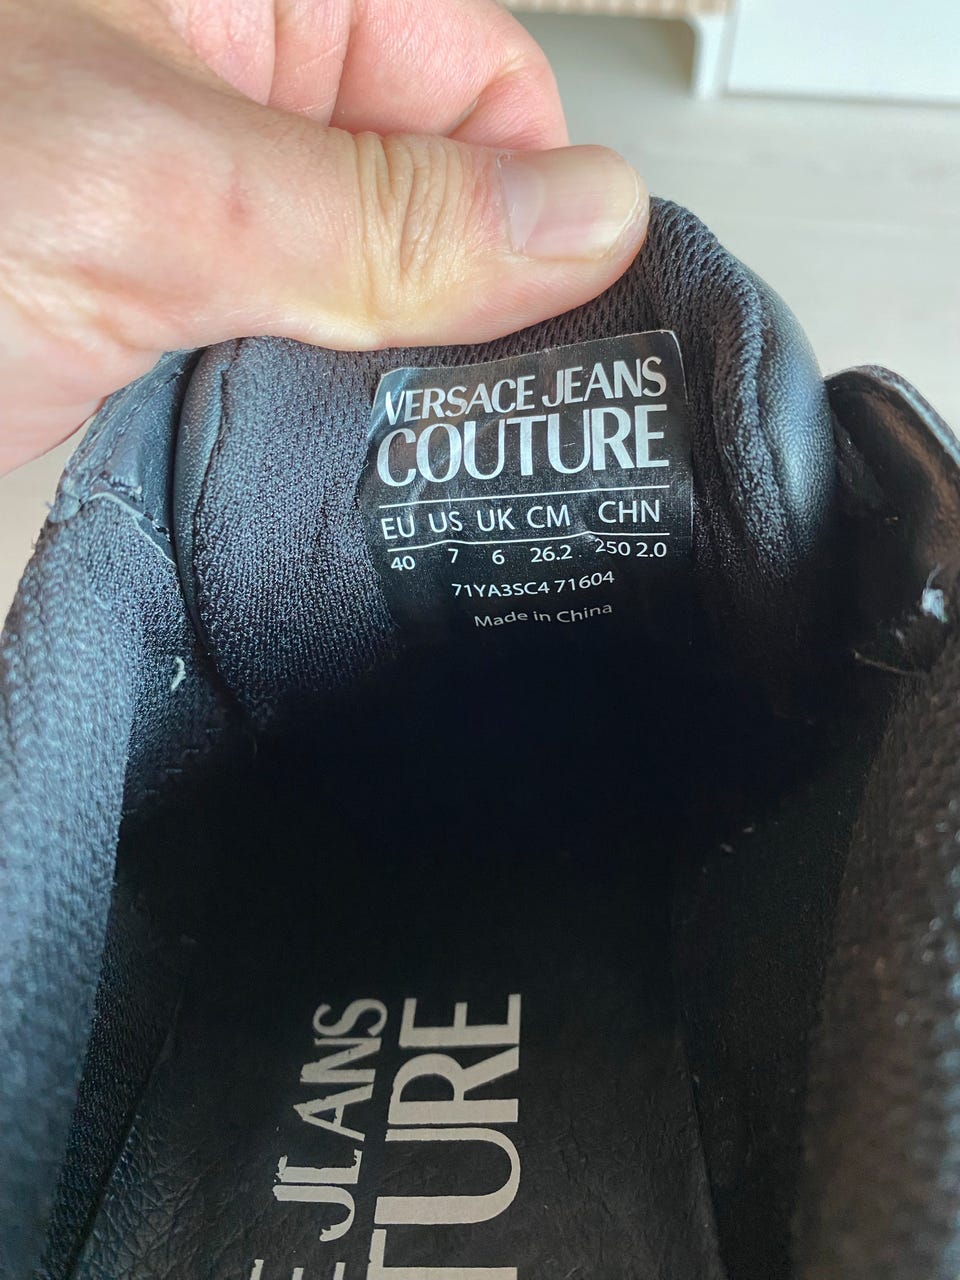 VERSACE JEANS
COUTURE
EU US UK CM CHN
40 7 6 26.2 250 2.0
71YA3SC4 71604
Made in China
JEANS
TURE